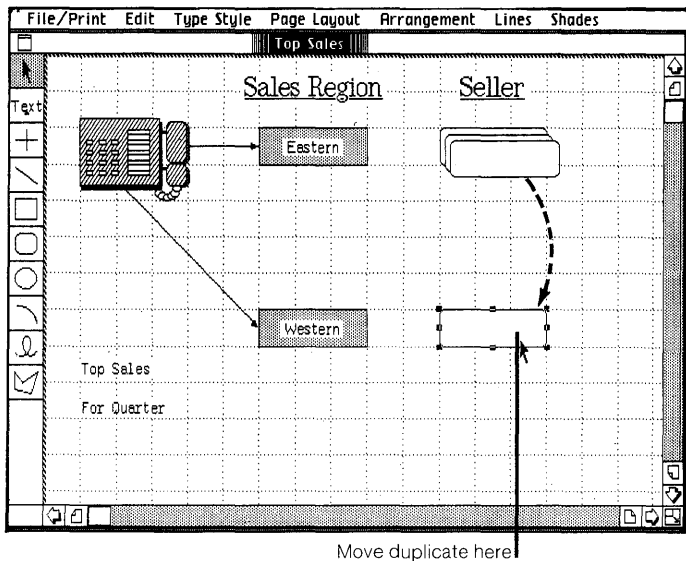 File/Print Edit Type Style Page Layout Arrangement Lines Shades
Top Sales
Text
Sales Region Seller
Eastern
Western
Top Sales
For Quarter
Move duplicate here